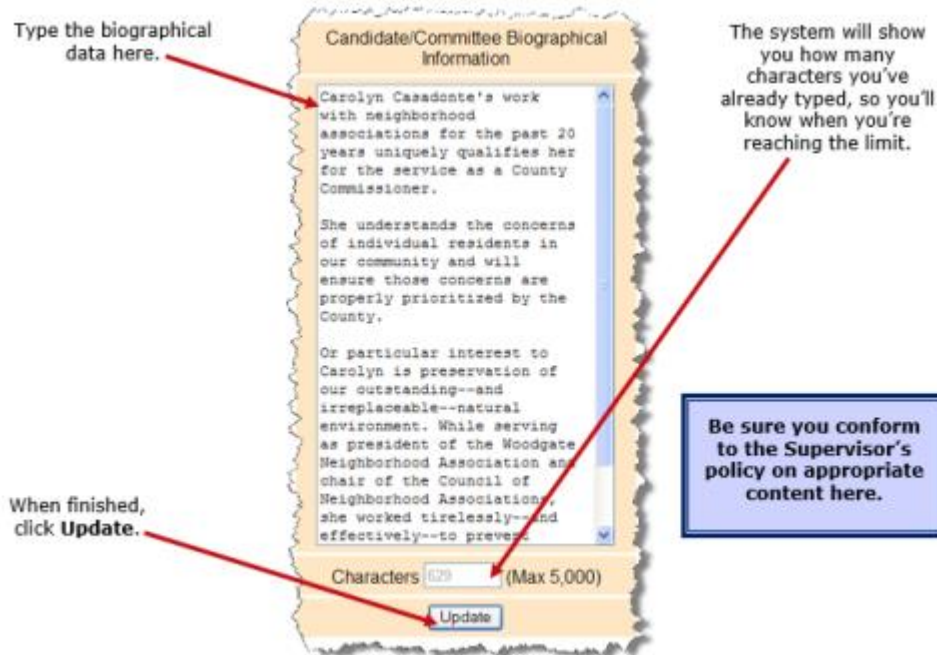 Type the biographical
data here.
Candidate/Committee Biographical
Information
The system will show
you how many
characters you've
already typed, so you'll
know when you're
reaching the limit.
Carolyn Casadonte's work
with neighborhood
associations for the past 20
years uniquely qualifies her
for the service as a County
Commissioner.
She understands the concerns
of individual residents in
our community and will
ensure those concerns are
properly prioritized by the
County.
Or particular interest to
Carolyn is preservation of
our outstanding--and
irreplaceable--natural
environment. While serving
as president of the Woodgate
Neighborhood Association and
chair of the Council of
Neighborhood Associations,
she worked tirelessly--and
effectively--to prevent
Be sure you conform
to the Supervisor's
policy on appropriate
content here.
When finished,
click Update.
Characters 629 (Max 5,000)
Update